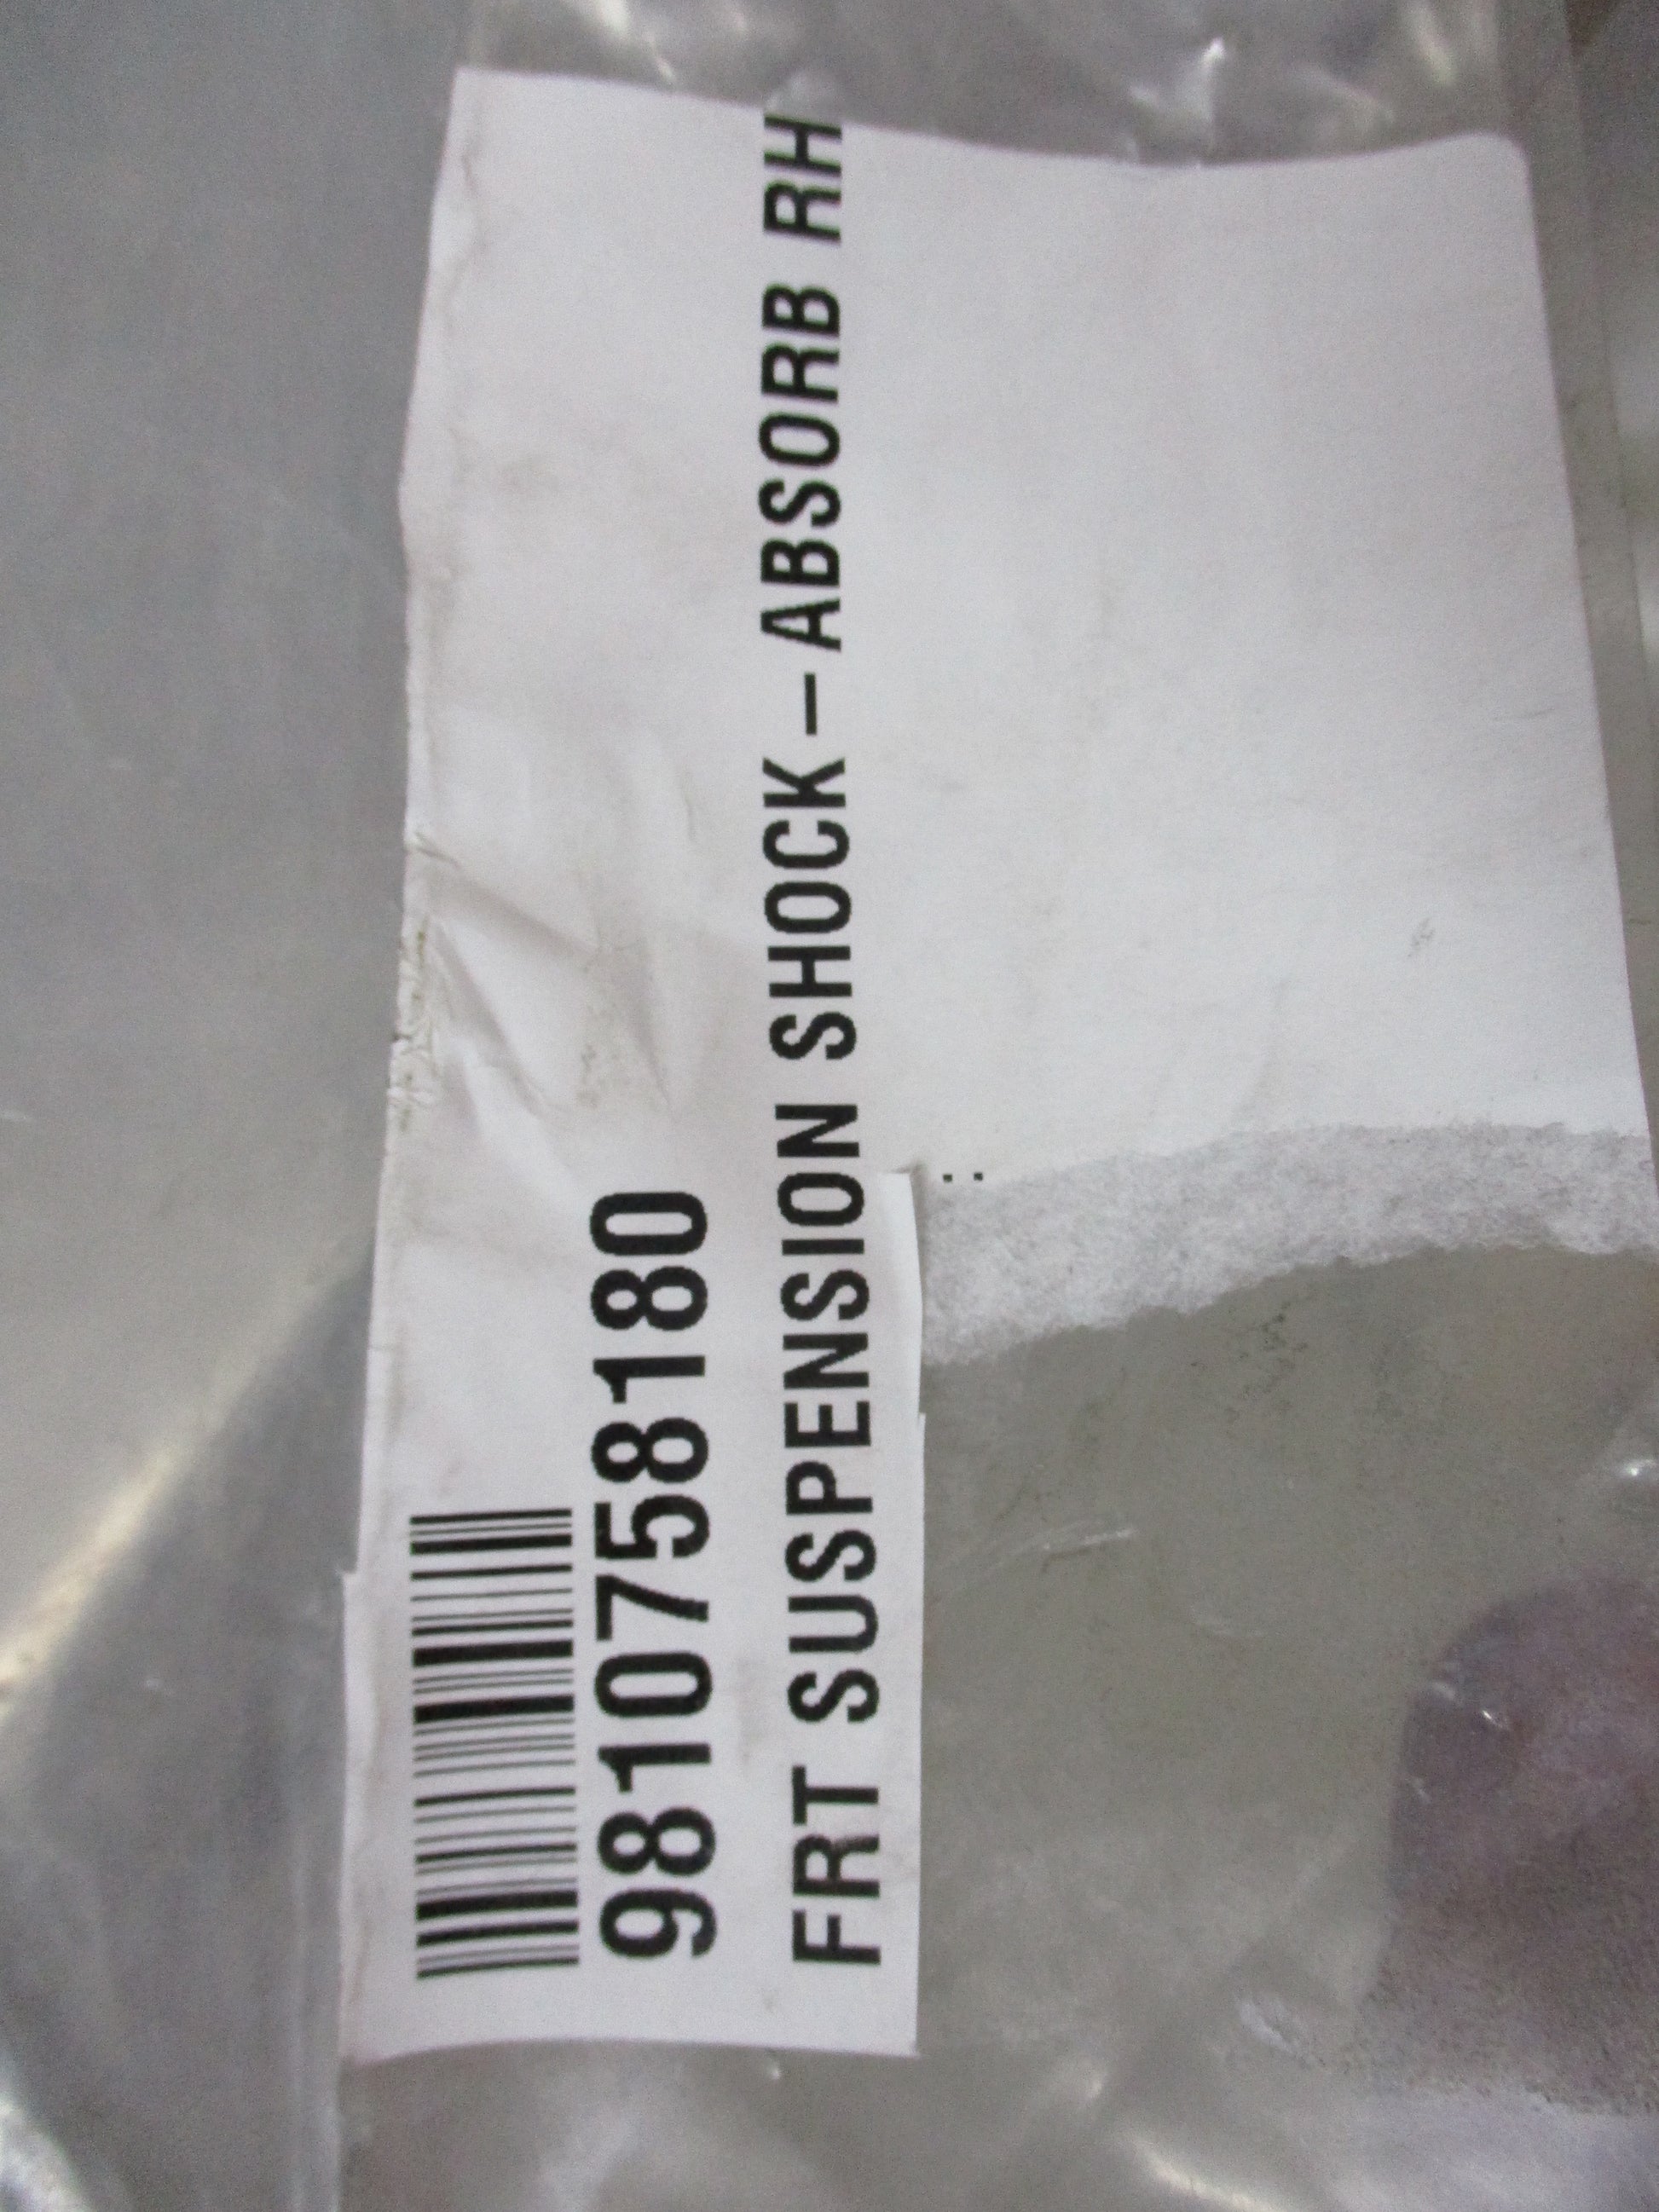 9810758180
FRT SUSPENSION SHOCK-ABSORB RH
: